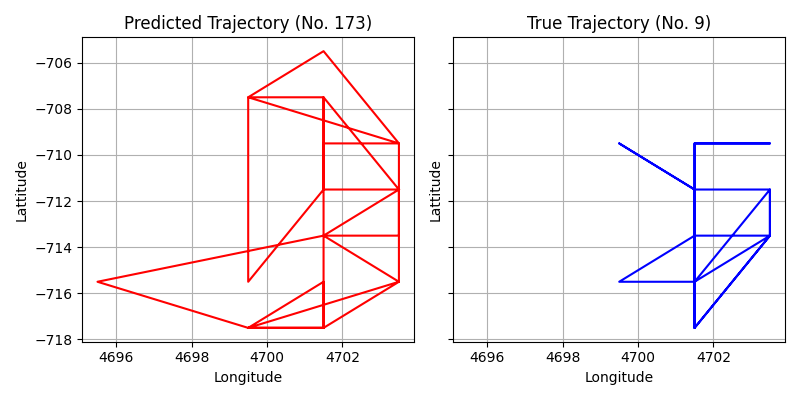 Predicted Trajectory (No. 173)
True Trajectory (No. 9)
Lattitude
−706
−708
−710
−712
−714
−716
−718
4696 4698 4700 4702
Longitude
Lattitude
4696 4698 4700 4702
Longitude